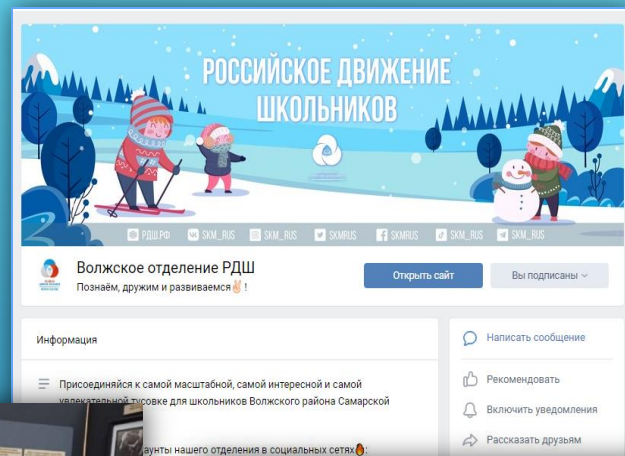 РОССИЙСКОЕ ДВИЖЕНИЕ
ШКОЛЬНИКОВ
РДШ.РФ SKM_RUS SKM_RUS SKMRUS SKMRUS SKM_RUS SKM_RUS
Волжское отделение РДШ
Познаём, дружим и развиваемся✌🏻!
Открыть сайт
Вы подписаны
Информация
Присоединяйся к самой масштабной, самой интересной и самой
увлекательной тусовке для школьников Волжского района Самарской
нашего отделения в социальных сетях🔥:
Написать сообщение
Рекомендовать
Включить уведомления
Рассказать друзьям